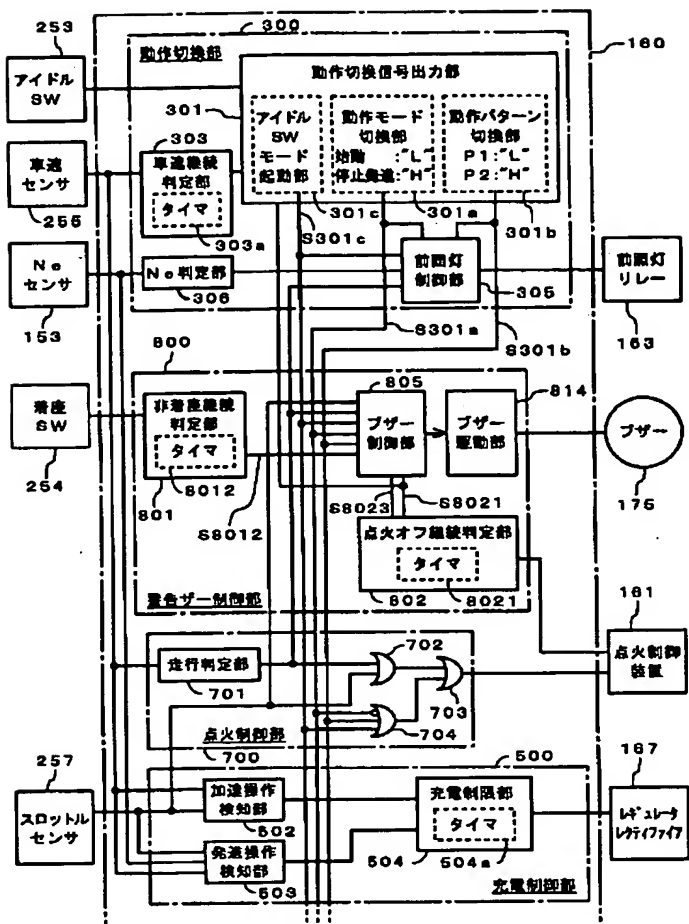 300
253
160
動作切換部
アイドル
SW
動作切換信号出力部
301
アイドル
SW
モード
起動部
動作モード
切換部
始動 :"L"
停止発進:"H"
動作パターン
切換部
P1:"L"
P2:"H"
303
車速継続
判定部
タイマ
303a
車速
センサ
255
301c
S301c
301a
301b
Ne
センサ
153
Ne判定部
306
前照灯
制御部
305
前照灯
リレー
163
S301a
S301b
800
805
814
着座
SW
254
非着座継続
判定部
タイマ
8012
801
S8012
ブザー
制御部
ブザー
駆動部
ブザー
175
S8023
S8021
点火オフ継続判定部
タイマ
802
8021
警告ザー制御部
161
点火制御
装置
走行判定部
701
702
703
704
点火制御部
700
500
257
スロットル
センサ
加速操作
検知部
502
発進操作
検知部
503
充電制限部
タイマ
504
504a
充電制御部
167
レギュレータ
レクティファイア